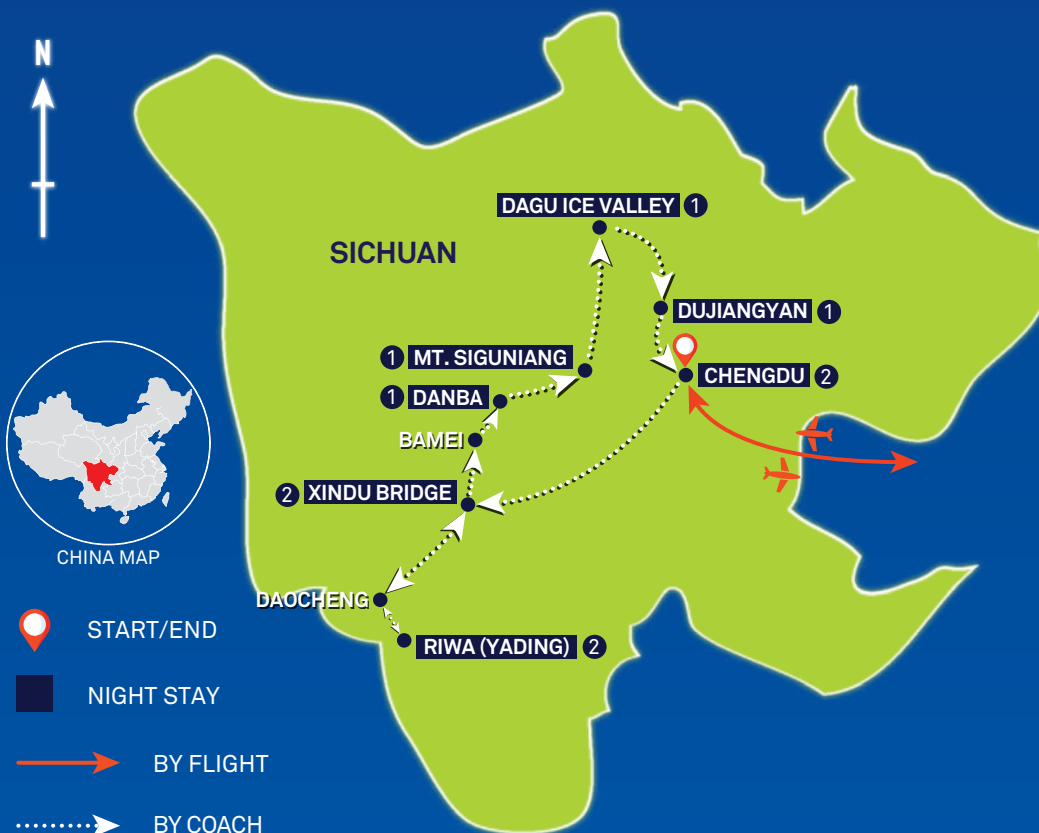 N
DAGU ICE VALLEY 1
SICHUAN
DUJIANGYAN 1
1 MT. SIGUNIANG
CHENGDU 2
1 DANBA
BAMEI
2 XINDU BRIDGE
CHINA MAP
DAOCHENG
RIWA (YADING) 2
START/END
NIGHT STAY
BY FLIGHT
BY COACH